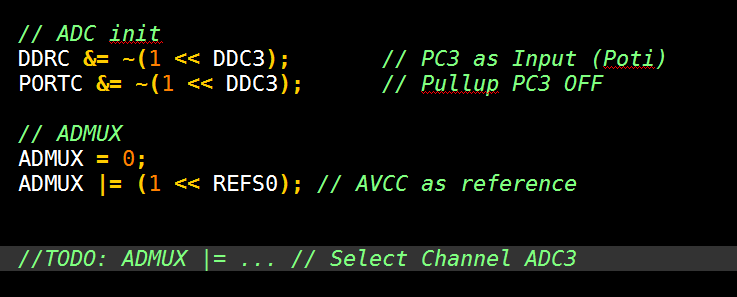 // ADC init
DDRC &= ~(1 << DDC3);       // PC3 as Input (Poti)
PORTC &= ~(1 << DDC3);      // Pullup PC3 OFF
// ADMUX
ADMUX = 0;
ADMUX |= (1 << REFS0); // AVCC as reference
//TODO: ADMUX |= ... // Select Channel ADC3